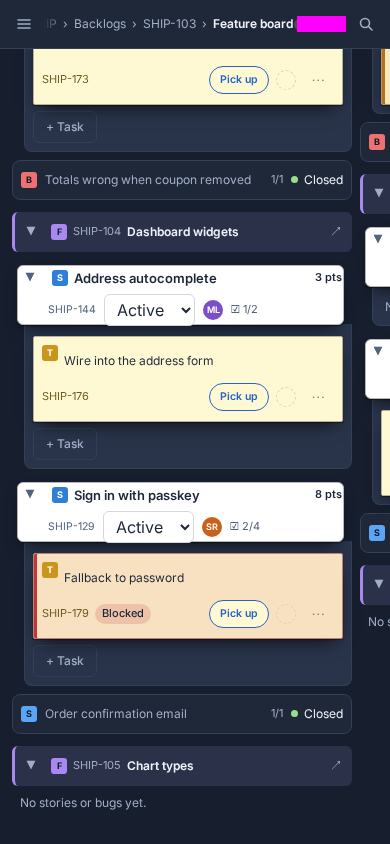 IP › Backlogs › SHIP-103 › Feature board
SHIP-173 Pick up ...
+ Task
B Totals wrong when coupon removed 1/1 Closed
B
▼ F SHIP-104 Dashboard widgets ↗
▼ S Address autocomplete 3 pts
SHIP-144 Active ML ☑ 1/2
T Wire into the address form
SHIP-176 Pick up ...
+ Task
▼ S Sign in with passkey 8 pts
SHIP-129 Active SR ☑ 2/4
S
T Fallback to password
SHIP-179 Blocked Pick up ...
No s
+ Task
S Order confirmation email 1/1 Closed
▼ F SHIP-105 Chart types ↗
No stories or bugs yet.